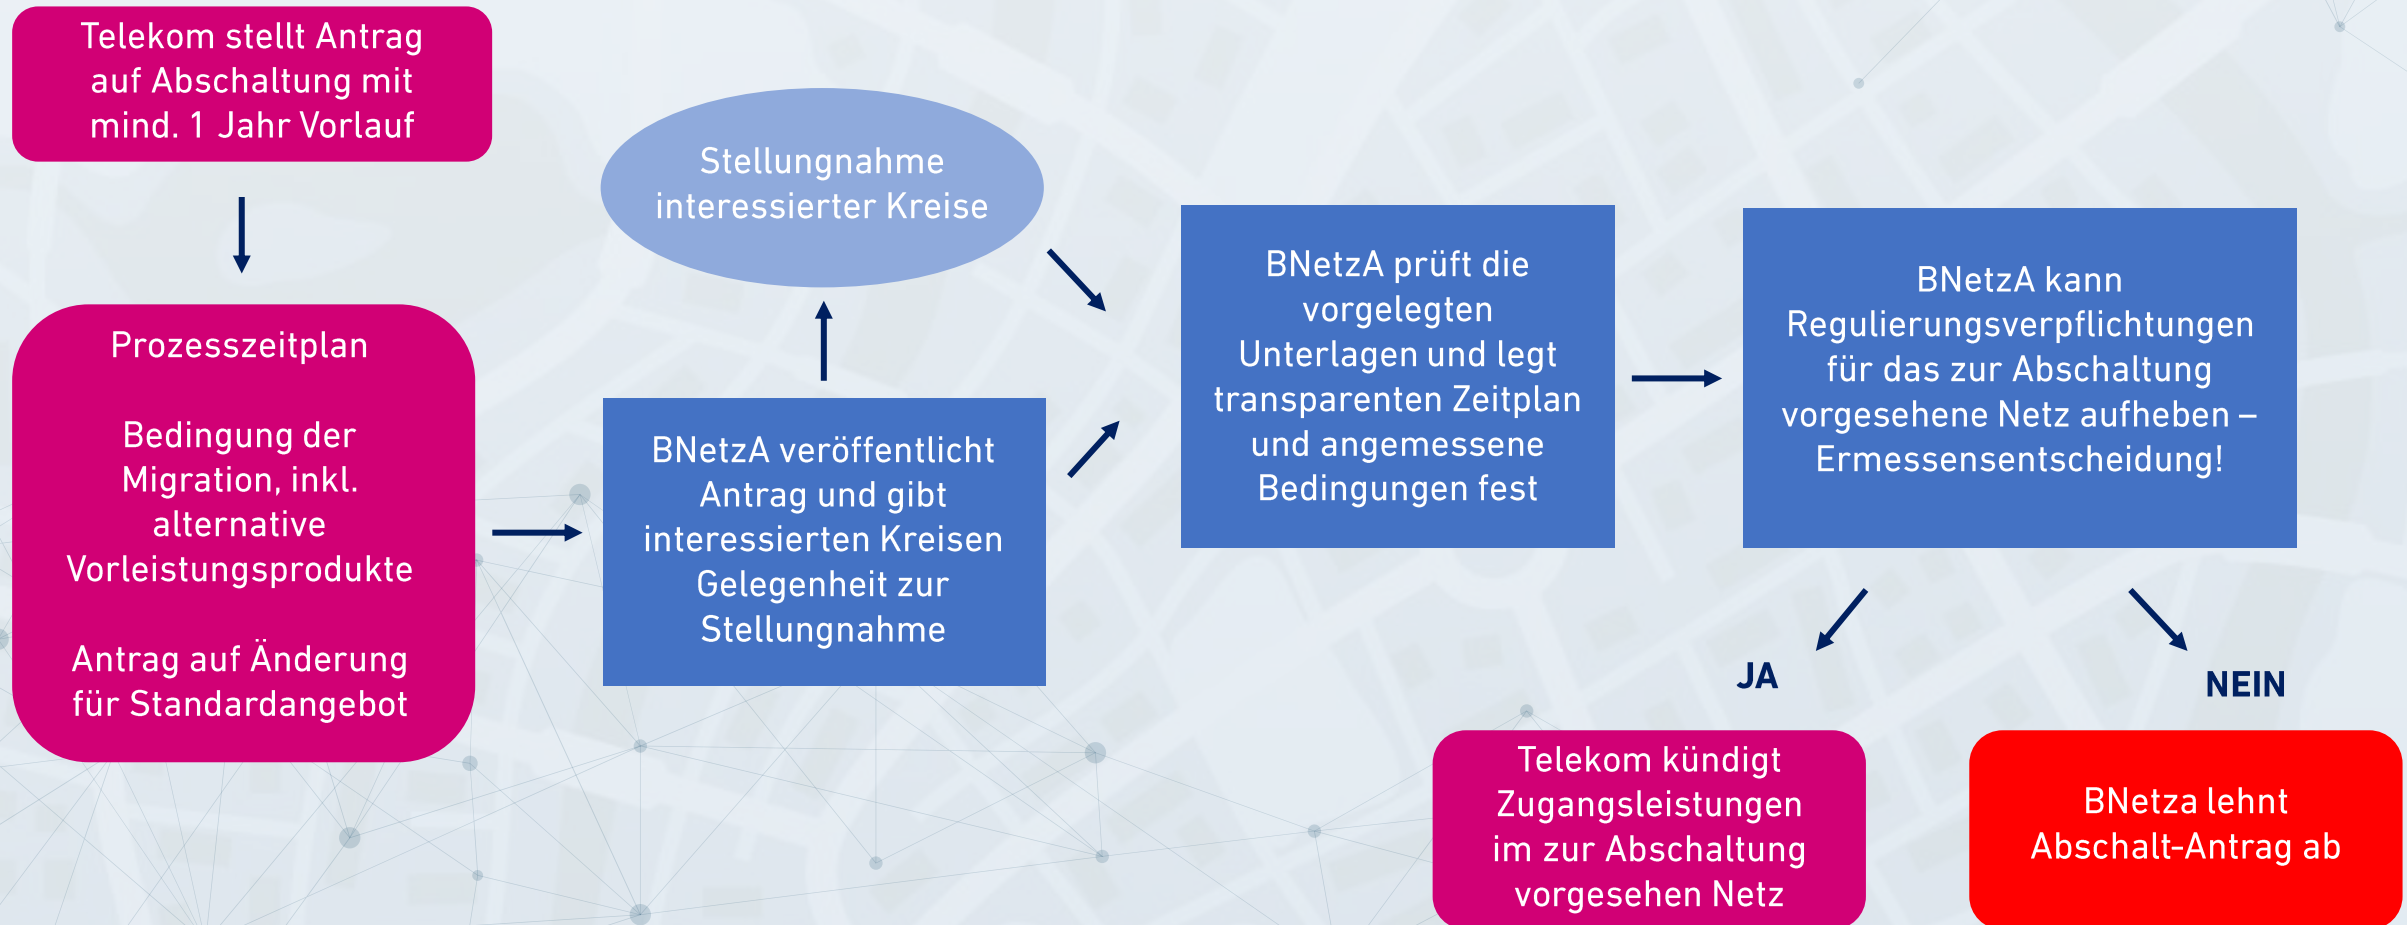 Telekom stellt Antrag
auf Abschaltung mit
mind. 1 Jahr Vorlauf
Prozesszeitplan
Bedingung der
Migration, inkl.
alternative
Vorleistungsprodukte
Antrag auf Änderung
für Standardangebot
Stellungnahme
interessierter Kreise
BNetzA veröffentlicht
Antrag und gibt
interessierten Kreisen
Gelegenheit zur
Stellungnahme
BNetzA prüft die
vorgelegten
Unterlagen und legt
transparenten Zeitplan
und angemessene
Bedingungen fest
BNetzA kann
Regulierungsverpflichtungen
für das zur Abschaltung
vorgesehene Netz aufheben –
Ermessensentscheidung!
JA
NEIN
Telekom kündigt
Zugangsleistungen
im zur Abschaltung
vorgesehen Netz
BNetza lehnt
Abschalt-Antrag ab